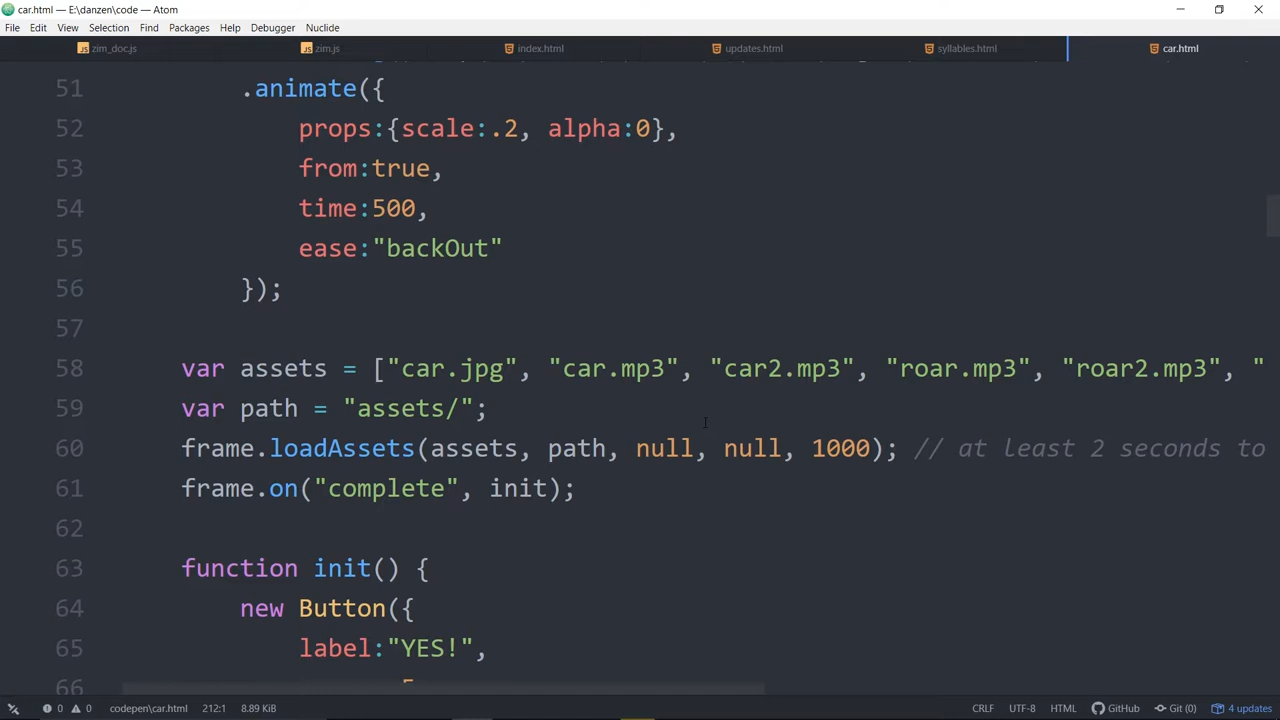 car.html — E:\danzen\code — Atom
File Edit View Selection Find Packages Help Debugger Nuclide
zim_doc.js zim.js index.html updates.html syllables.html car.html
51 .animate({
52 props:{scale:.2, alpha:0},
53 from:true,
54 time:500,
55 ease:"backOut"
56 });
57
58 var assets = ["car.jpg", "car.mp3", "car2.mp3", "roar.mp3", "roar2.mp3", "
59 var path = "assets/";
60 frame.loadAssets(assets, path, null, null, 1000); // at least 2 seconds to
61 frame.on("complete", init);
62
63 function init() {
64 new Button({
65 label:"YES!",
66
0 0 codepen\car.html 212:1 8.89 KiB CRLF UTF-8 HTML GitHub Git (0) 4 updates